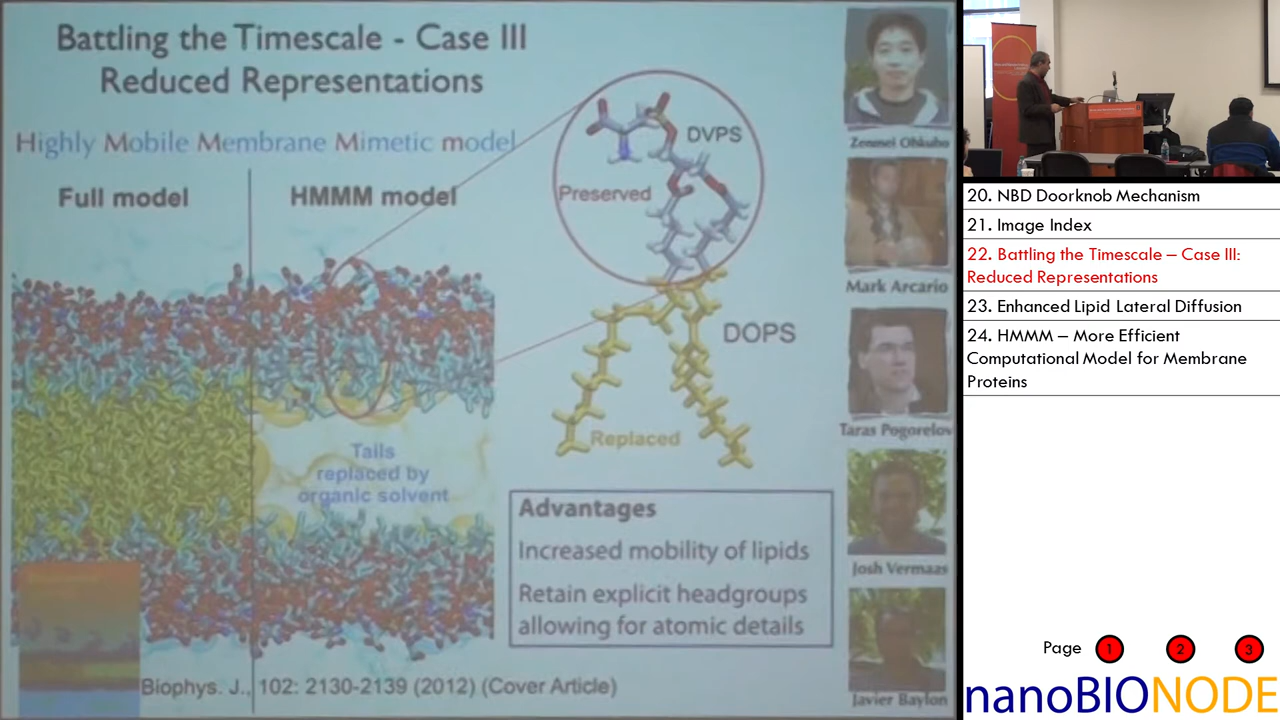 Battling the Timescale - Case III
Reduced Representations
Highly Mobile Membrane Mimetic model
Full model
HMMM model
DVPS
Preserved
DOPS
Replaced
Tails
replaced by
organic solvent
Advantages
Increased mobility of lipids
Retain explicit headgroups
allowing for atomic details
Biophys. J., 102: 2130-2139 (2012) (Cover Article)
Zenmei Ohkubo
Mark Arcario
Taras Pogorelov
Josh Vermaas
Javier Baylon
20. NBD Doorknob Mechanism
21. Image Index
22. Battling the Timescale – Case III:
Reduced Representations
23. Enhanced Lipid Lateral Diffusion
24. HMMM – More Efficient
Computational Model for Membrane
Proteins
Page 1 2 3
nanoBIONODE